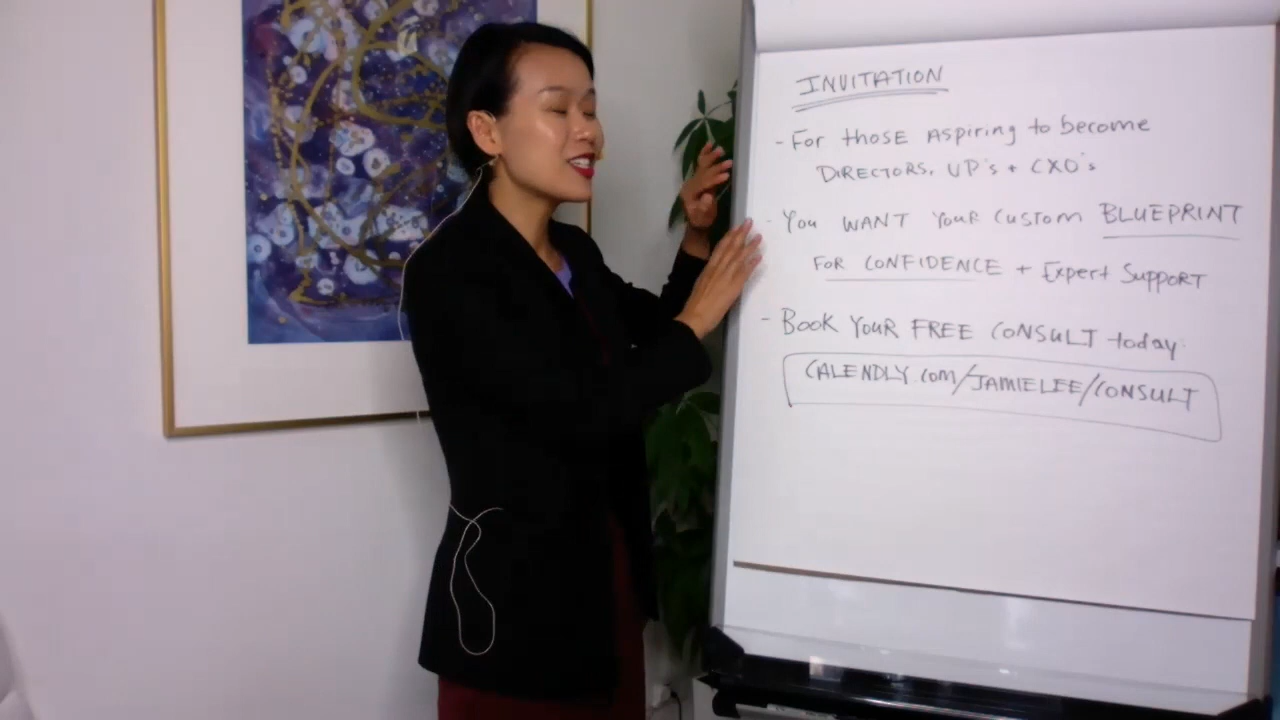 INVITATION
- For those Aspiring to become
DIRECTORS, VP's + CXO's
- You WANT Your Custom BLUEPRINT
FOR CONFIDENCE + Expert Support
- Book Your FREE CONSULT today:
CALENDLY.COM/JAMIELEE/CONSULT